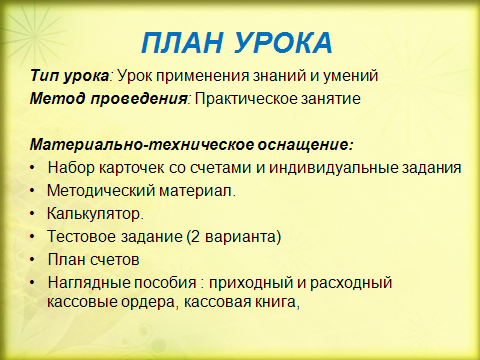 ПЛАН УРОКА
Тип урока: Урок применения знаний и умений
Метод проведения: Практическое занятие
Материально-техническое оснащение:
• Набор карточек со счетами и индивидуальные задания
• Методический материал.
• Калькулятор.
• Тестовое задание (2 варианта)
• План счетов
• Наглядные пособия : приходный и расходный
кассовые ордера, кассовая книга,